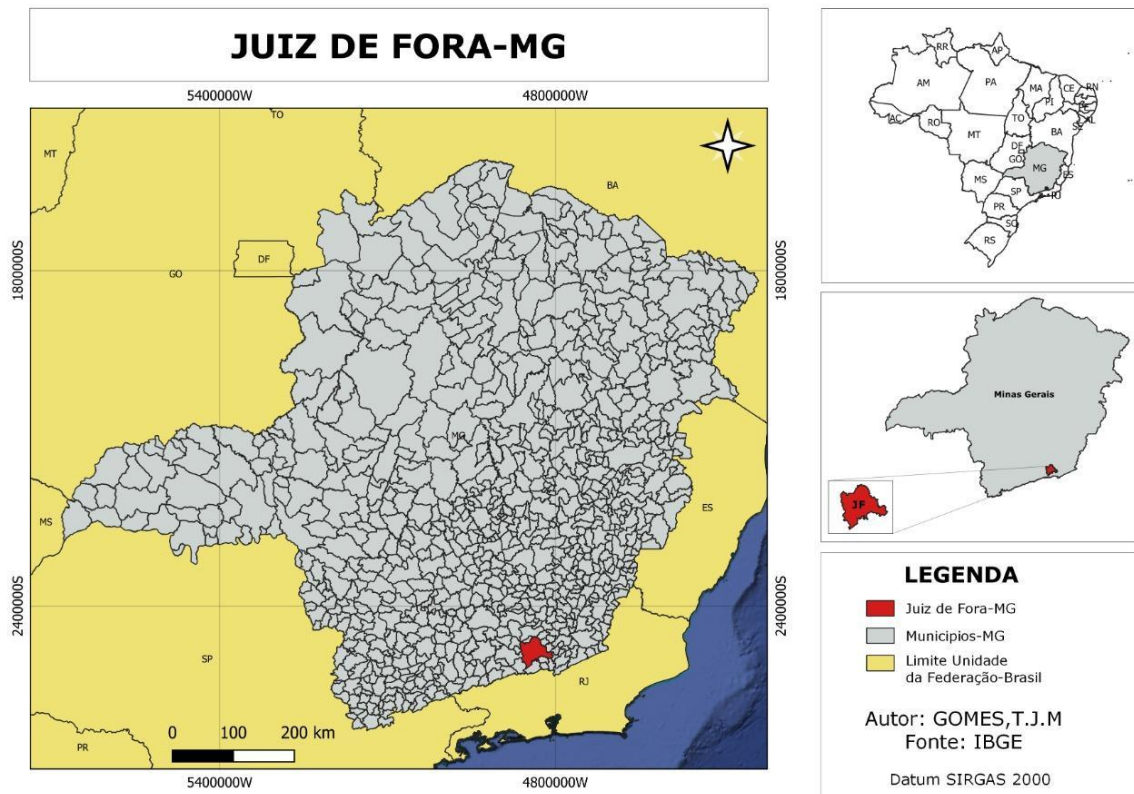 JUIZ DE FORA-MG
5400000W
4800000W
TO
MT
BA
DF
GO
1800000S
1800000S
MG
MS
ES
2400000S
2400000S
SP
RJ
PR
0 100 200 km
5400000W
4800000W
RR
AP
AM
PA
MA
CE
RN
PI
PE
AC
RO
TO
AL
SE
MT
BA
DF
GO
MG
MS
ES
SP
RJ
PR
SC
RS
Minas Gerais
JF
LEGENDA
Juiz de Fora-MG
Municipios-MG
Limite Unidade
da Federação-Brasil
Autor: GOMES,T.J.M
Fonte: IBGE
Datum SIRGAS 2000